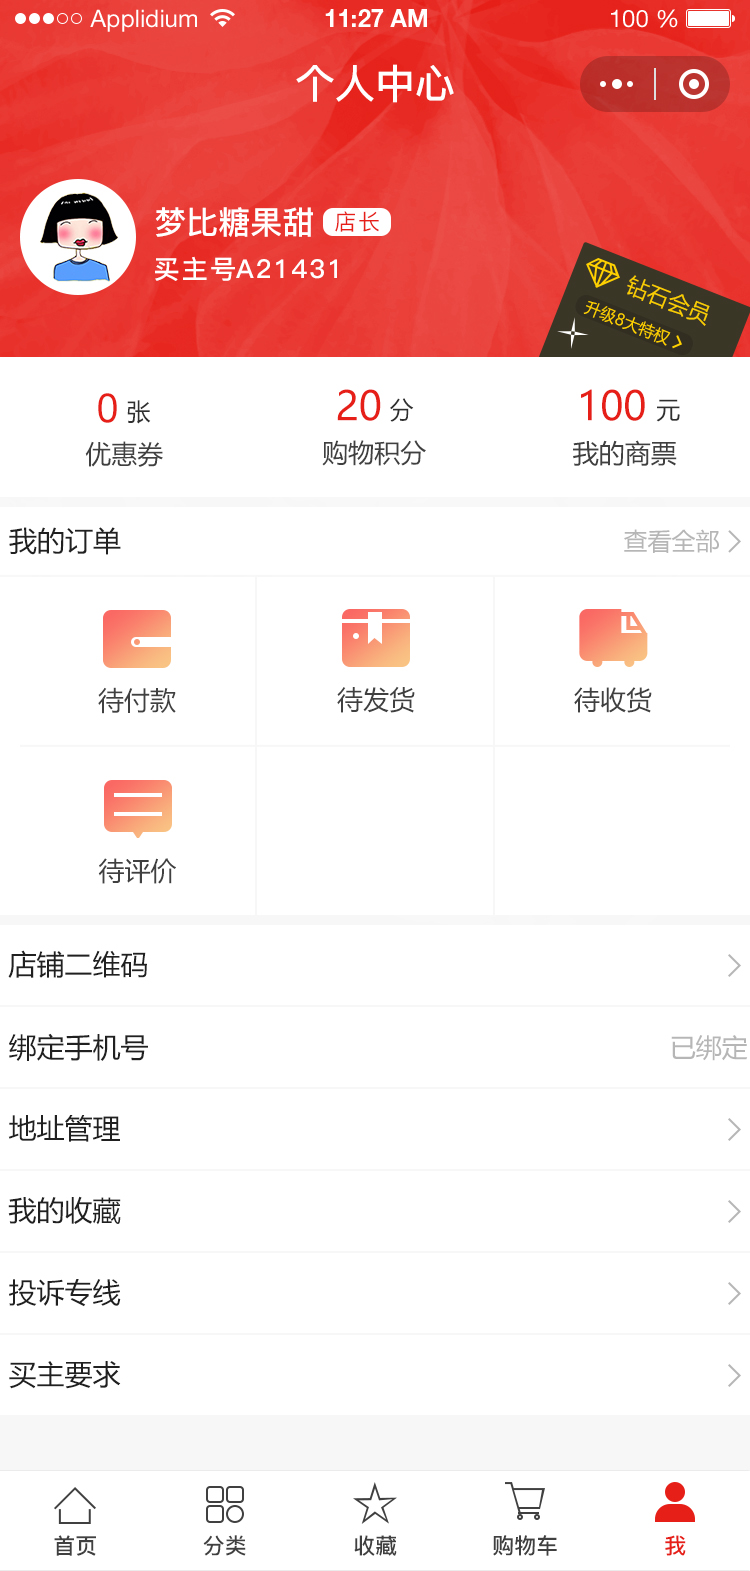 Applidium 11:27 AM 100 %
个人中心
梦比糖果甜 店长
买主号A21431
钻石会员
升级8大特权
0 张 20 分 100 元
优惠券 购物积分 我的商票
我的订单 查看全部
待付款 待发货 待收货
待评价
店铺二维码
绑定手机号 已绑定
地址管理
我的收藏
投诉专线
买主要求
首页 分类 收藏 购物车 我